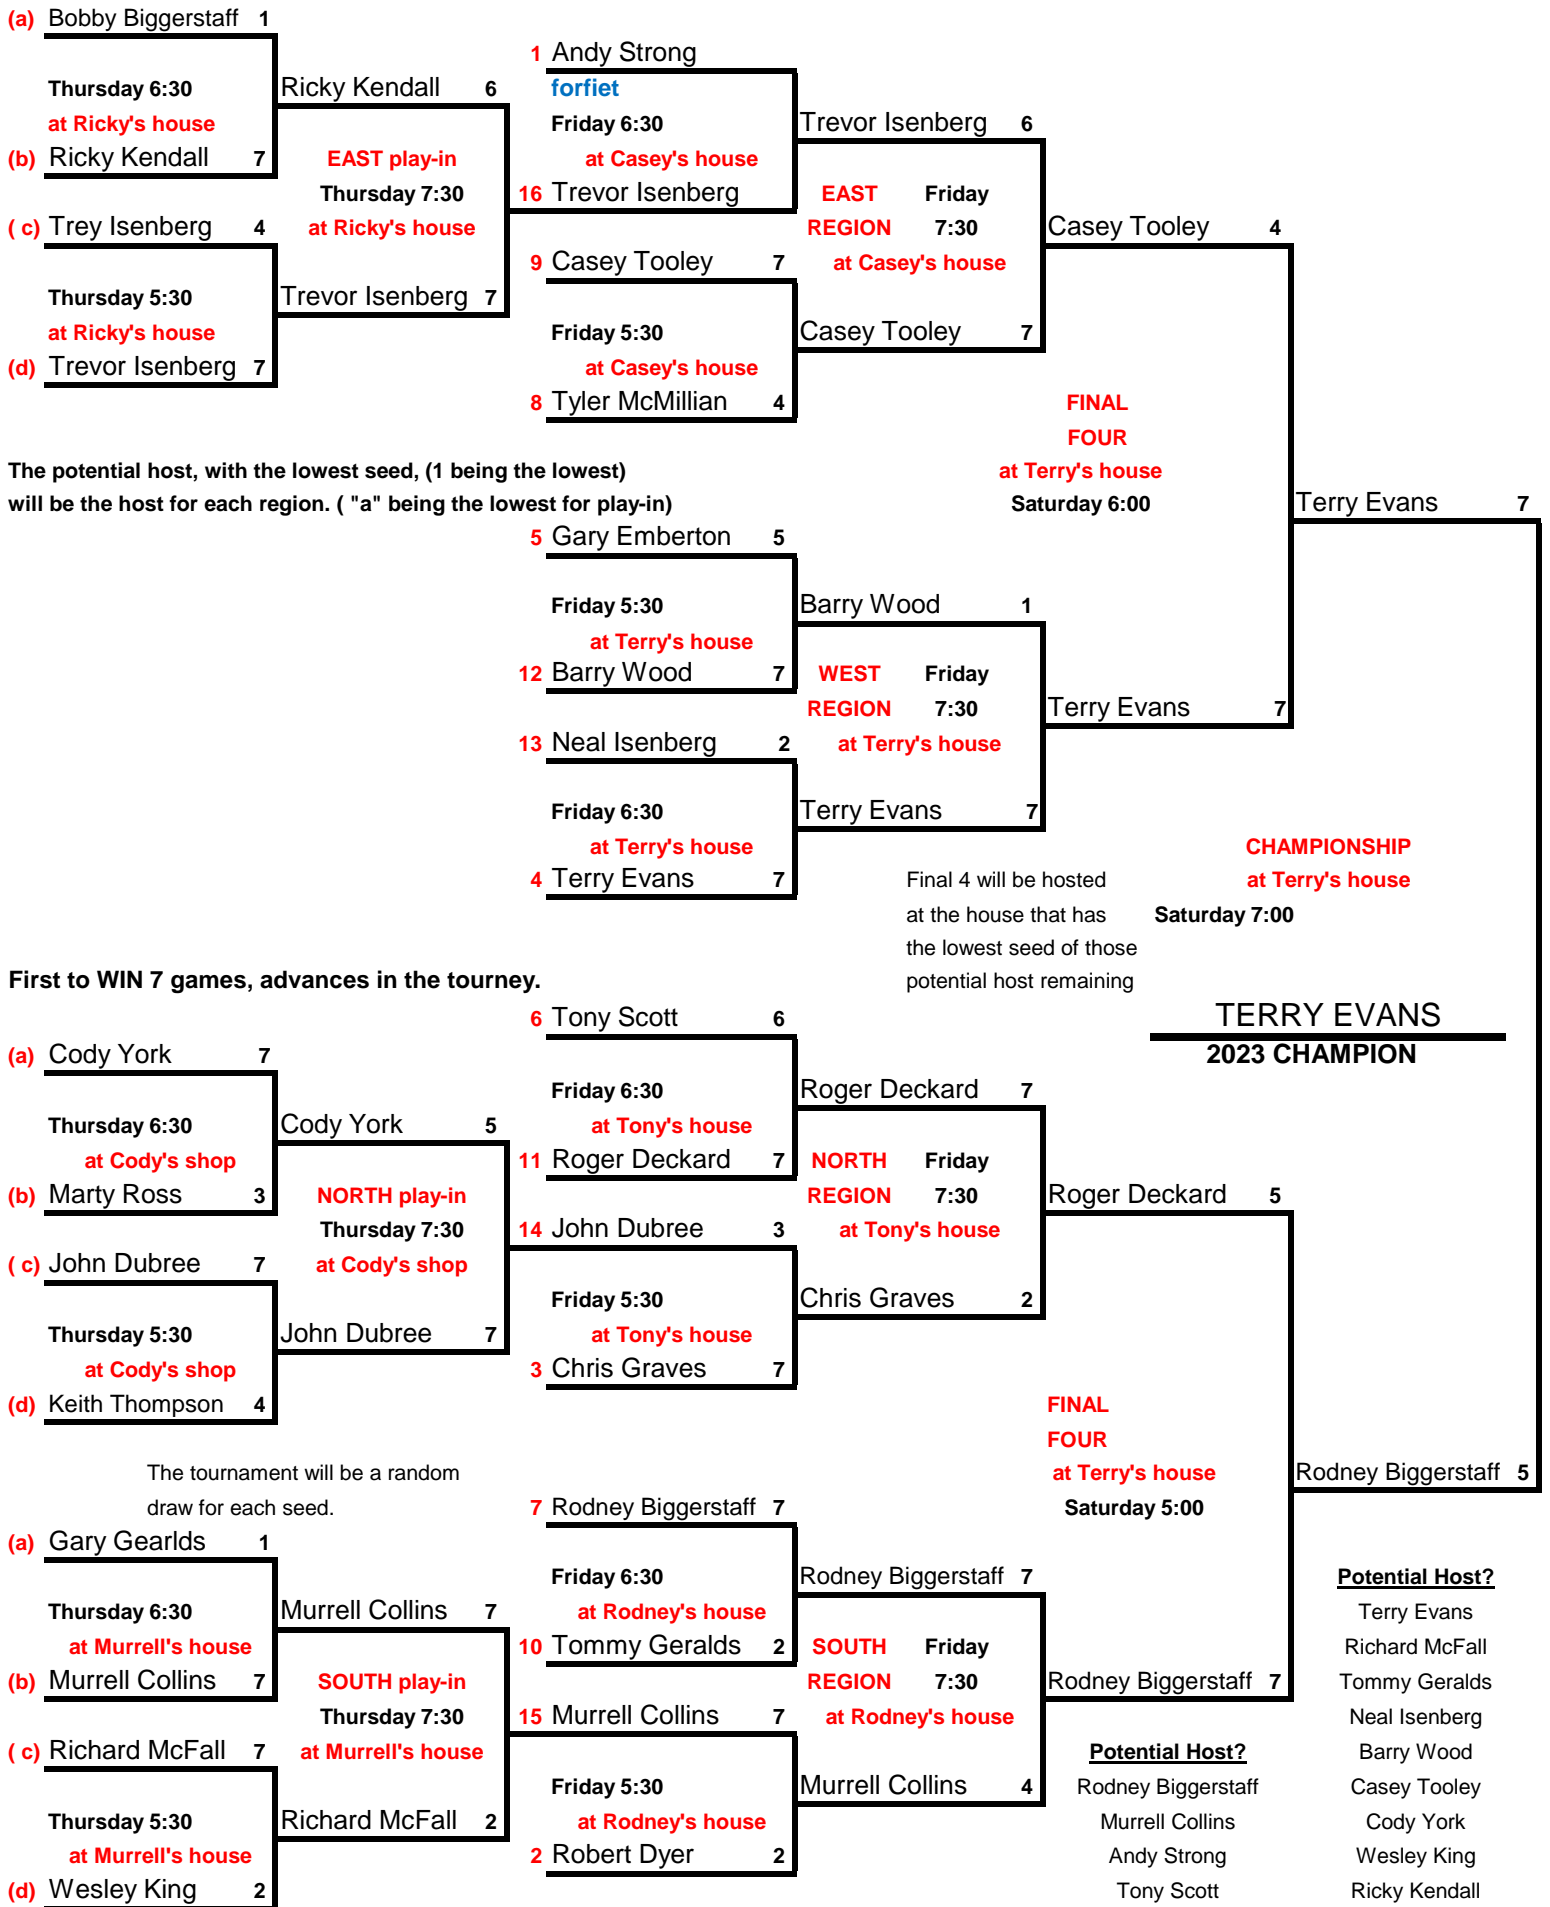 (a) Bobby Biggerstaff 1
1 Andy Strong
Thursday 6:30 Ricky Kendall 6 forfiet
at Ricky's house Friday 6:30 Trevor Isenberg 6
(b) Ricky Kendall 7 EAST play-in at Casey's house
Thursday 7:30 16 Trevor Isenberg EAST Friday
( c) Trey Isenberg 4 at Ricky's house REGION 7:30 Casey Tooley 4
9 Casey Tooley 7 at Casey's house
Thursday 5:30 Trevor Isenberg 7
at Ricky's house Friday 5:30 Casey Tooley 7
(d) Trevor Isenberg 7 at Casey's house
8 Tyler McMillian 4 FINAL
FOUR
The potential host, with the lowest seed, (1 being the lowest) at Terry's house
will be the host for each region. ( "a" being the lowest for play-in) Saturday 6:00 Terry Evans 7
5 Gary Emberton 5
Friday 5:30 Barry Wood 1
at Terry's house
12 Barry Wood 7 WEST Friday
REGION 7:30 Terry Evans 7
13 Neal Isenberg 2 at Terry's house
Friday 6:30 Terry Evans 7
at Terry's house CHAMPIONSHIP
4 Terry Evans 7 Final 4 will be hosted at Terry's house
at the house that has Saturday 7:00
the lowest seed of those
First to WIN 7 games, advances in the tourney. potential host remaining
6 Tony Scott 6 TERRY EVANS
(a) Cody York 7 2023 CHAMPION
Friday 6:30 Roger Deckard 7
Thursday 6:30 Cody York 5 at Tony's house
at Cody's shop 11 Roger Deckard 7 NORTH Friday
(b) Marty Ross 3 NORTH play-in REGION 7:30 Roger Deckard 5
Thursday 7:30 14 John Dubree 3 at Tony's house
( c) John Dubree 7 at Cody's shop
Friday 5:30 Chris Graves 2
Thursday 5:30 John Dubree 7 at Tony's house
at Cody's shop 3 Chris Graves 7
(d) Keith Thompson 4 FINAL
FOUR
The tournament will be a random at Terry's house Rodney Biggerstaff 5
draw for each seed. 7 Rodney Biggerstaff 7 Saturday 5:00
(a) Gary Gearlds 1
Friday 6:30 Rodney Biggerstaff 7 Potential Host?
Thursday 6:30 Murrell Collins 7 at Rodney's house Terry Evans
at Murrell's house 10 Tommy Geralds 2 SOUTH Friday Richard McFall
(b) Murrell Collins 7 SOUTH play-in REGION 7:30 Rodney Biggerstaff 7 Tommy Geralds
Thursday 7:30 15 Murrell Collins 7 at Rodney's house Neal Isenberg
( c) Richard McFall 7 at Murrell's house Potential Host? Barry Wood
Friday 5:30 Murrell Collins 4 Rodney Biggerstaff Casey Tooley
Thursday 5:30 Richard McFall 2 at Rodney's house Murrell Collins Cody York
at Murrell's house 2 Robert Dyer 2 Andy Strong Wesley King
(d) Wesley King 2 Tony Scott Ricky Kendall